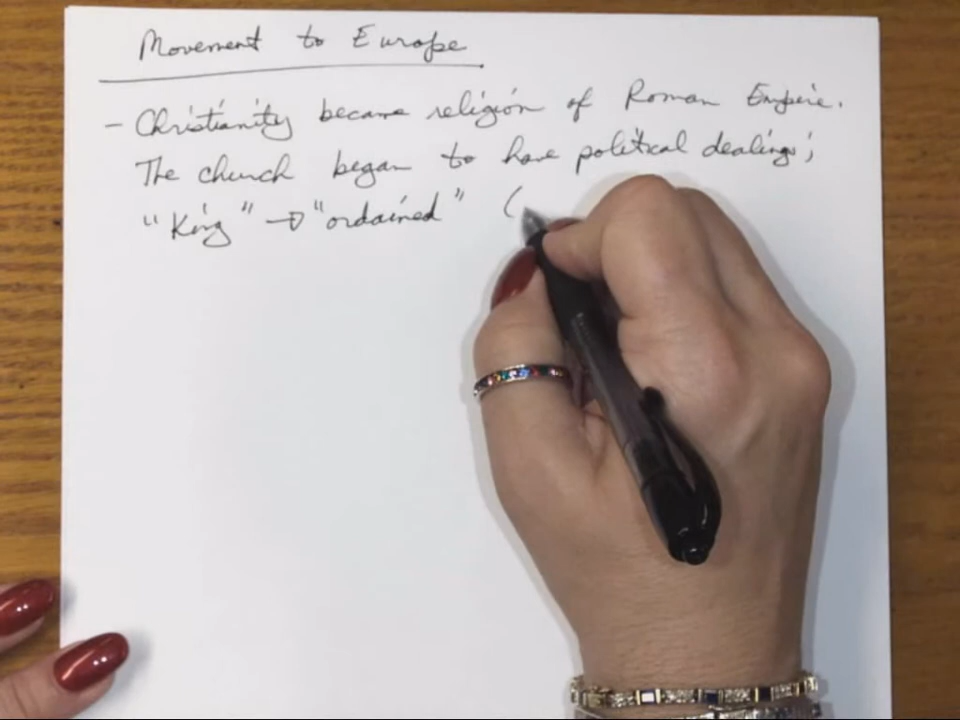 Movement to Europe
- Christianity became religion of Roman Empire.
The church began to have political dealings;
"King" → "ordained" (